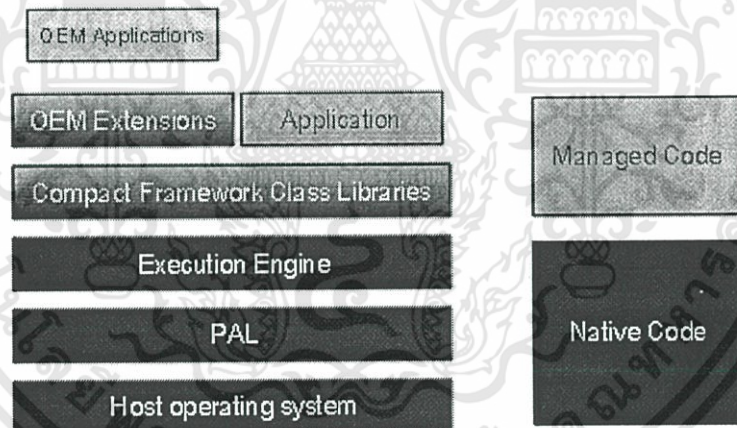 OEM Applications
OEM Extensions
Application
Compact Framework Class Libraries
Execution Engine
PAL
Host operating system
Managed Code
Native Code